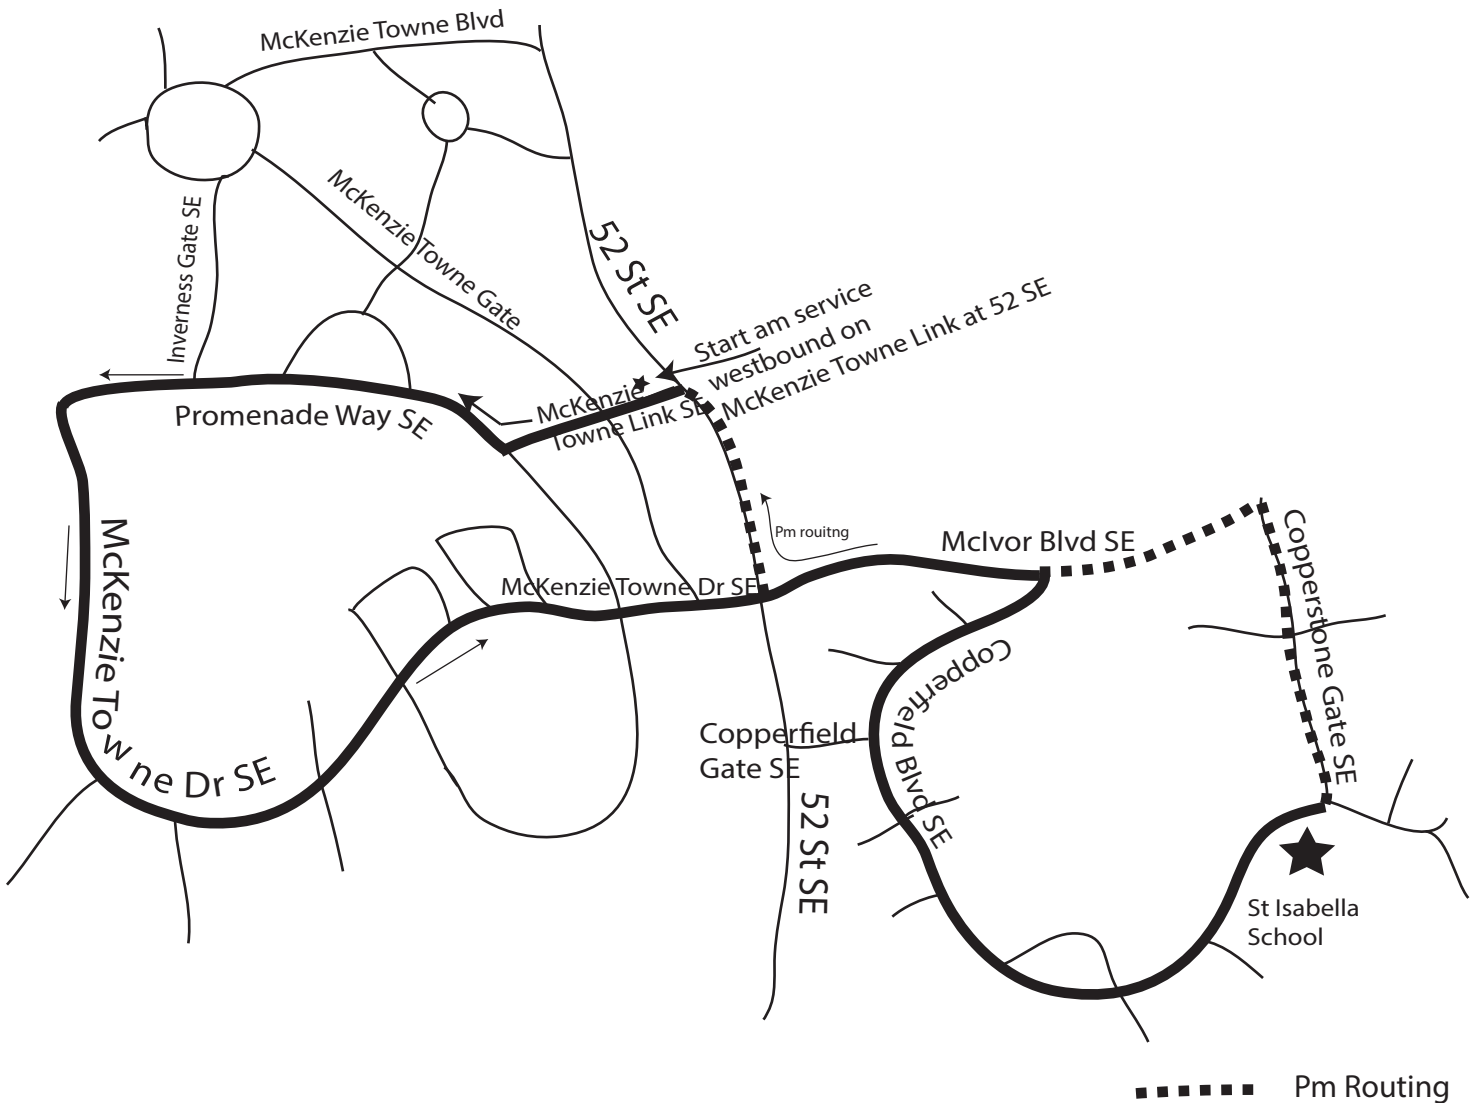 McKenzie Towne Blvd
McKenzie Towne Gate
Inverness Gate SE
52 St SE
Start am service
westbound on
McKenzie Towne Link at 52 SE
McKenzie
Towne Link SE
Promenade Way SE
McKenzie Towne Dr SE
McKenzie Towne Dr SE
Pm rouitng
McIvor Blvd SE
Copperstone Gate SE
Copperfield Blvd SE
Copperfield
Gate SE
52 St SE
St Isabella
School
Pm Routing